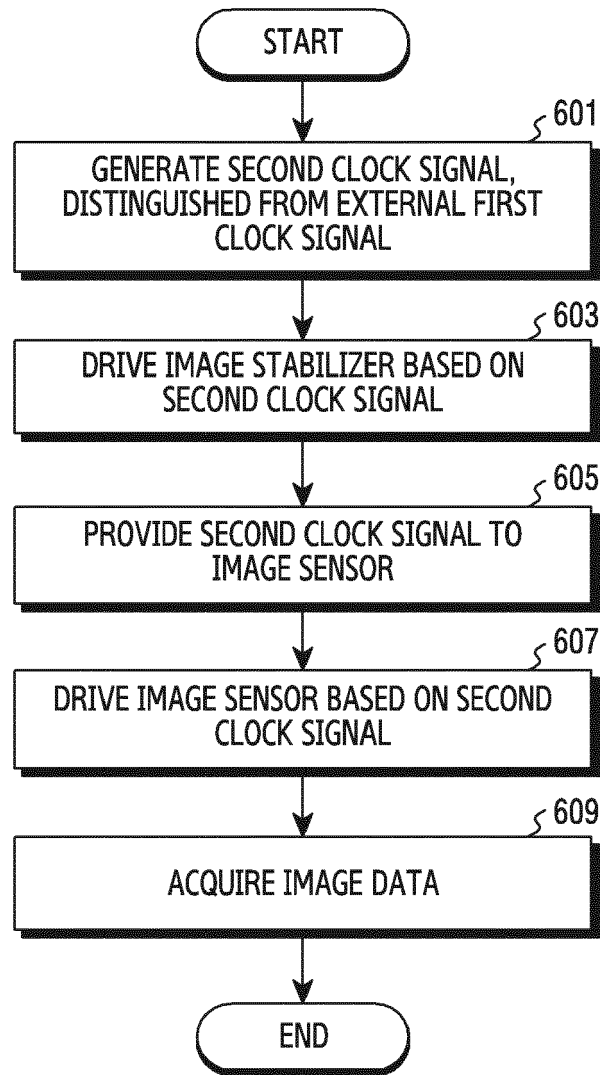 START
601
GENERATE SECOND CLOCK SIGNAL,
DISTINGUISHED FROM EXTERNAL FIRST
CLOCK SIGNAL
603
DRIVE IMAGE STABILIZER BASED ON
SECOND CLOCK SIGNAL
605
PROVIDE SECOND CLOCK SIGNAL TO
IMAGE SENSOR
607
DRIVE IMAGE SENSOR BASED ON SECOND
CLOCK SIGNAL
609
ACQUIRE IMAGE DATA
END